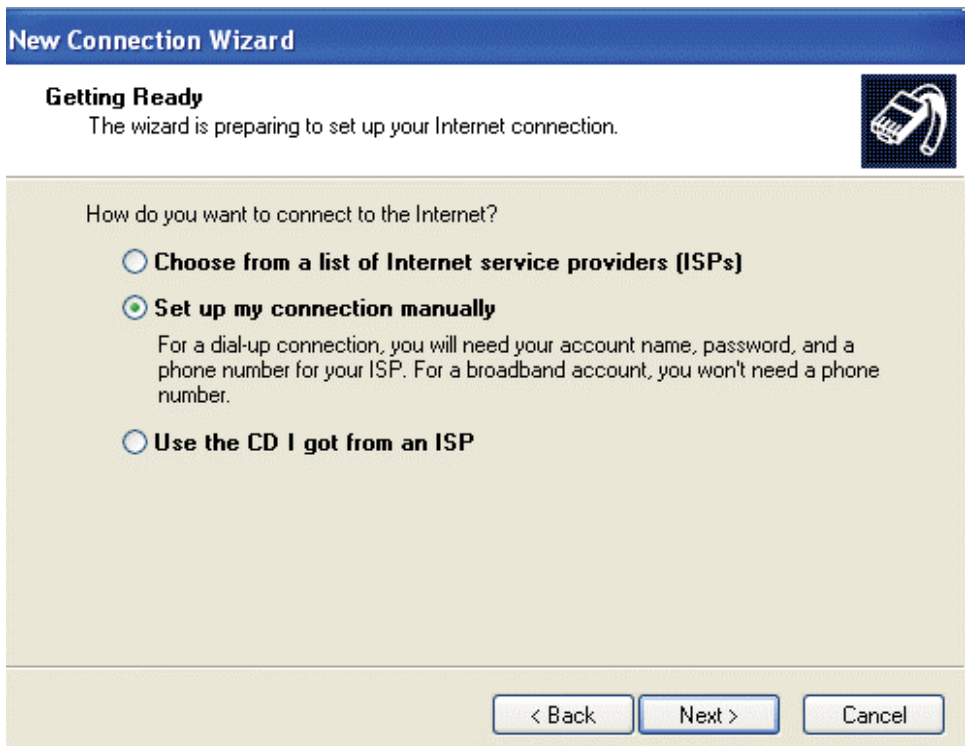 New Connection Wizard
Getting Ready
The wizard is preparing to set up your Internet connection.
How do you want to connect to the Internet?
Choose from a list of Internet service providers (ISPs)
Set up my connection manually
For a dial-up connection, you will need your account name, password, and a
phone number for your ISP. For a broadband account, you won't need a phone
number.
Use the CD I got from an ISP
< Back Next > Cancel